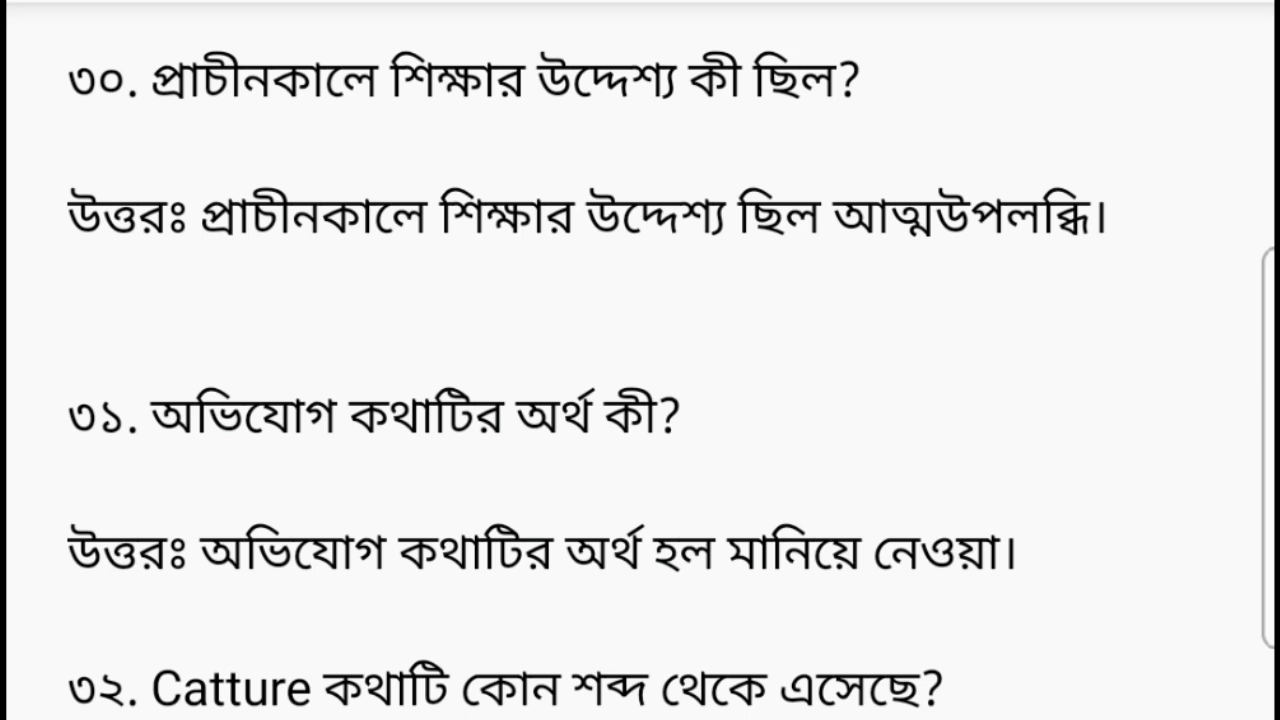 ৩০. প্রাচীনকালে শিক্ষার উদ্দেশ্য কী ছিল?
উত্তরঃ প্রাচীনকালে শিক্ষার উদ্দেশ্য ছিল আত্মউপলব্ধি।
৩১. অভিযোগ কথাটির অর্থ কী?
উত্তরঃ অভিযোগ কথাটির অর্থ হল মানিয়ে নেওয়া।
৩২. Catture কথাটি কোন শব্দ থেকে এসেছে?